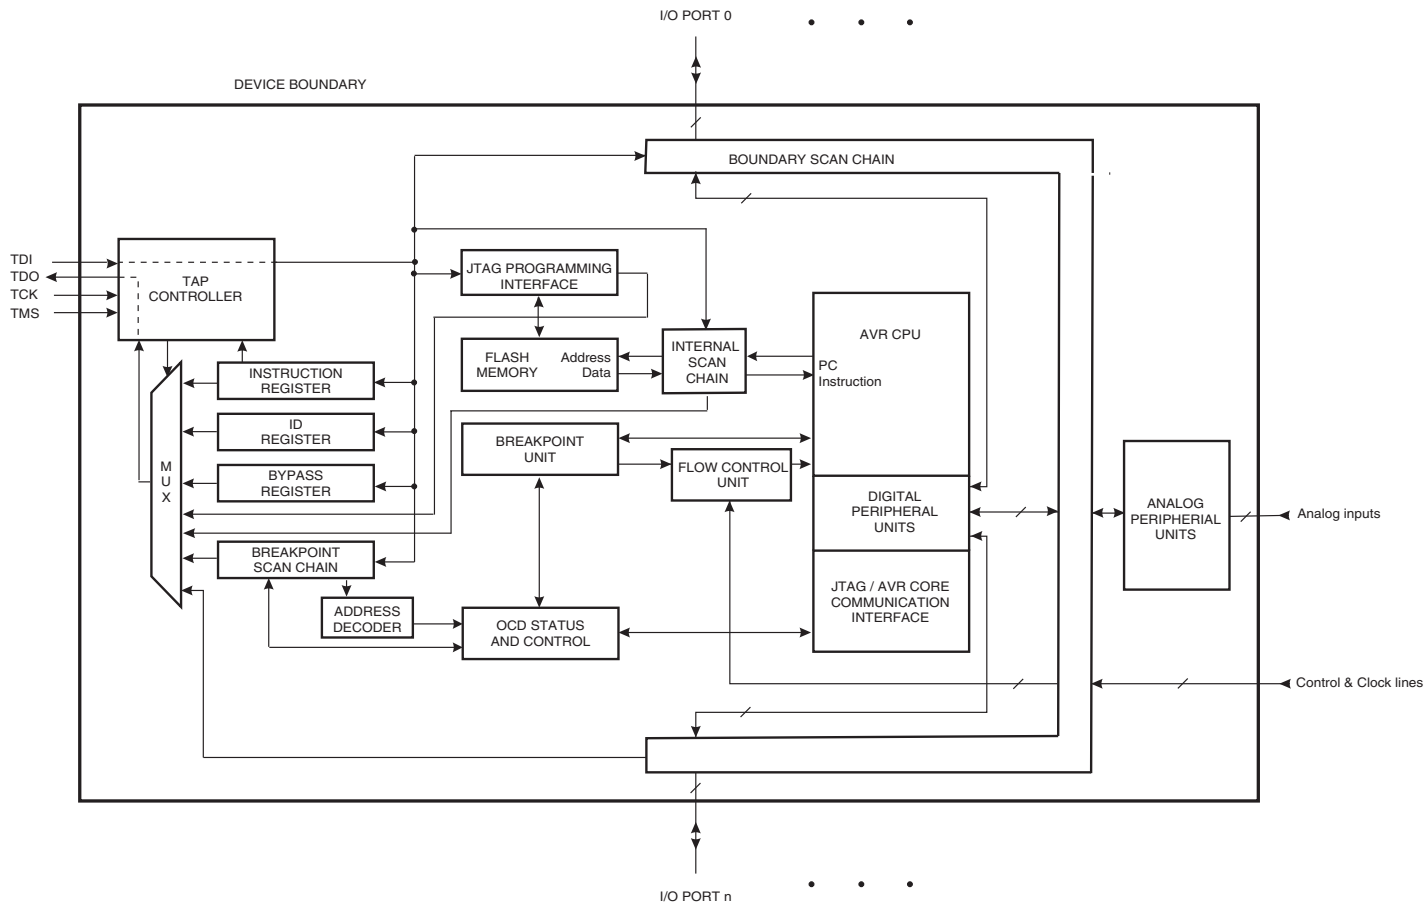 I/O PORT 0
DEVICE BOUNDARY
BOUNDARY SCAN CHAIN
TDI
TDO
TCK
TMS
TAP
CONTROLLER
JTAG PROGRAMMING
INTERFACE
FLASH
MEMORY
Address
Data
INTERNAL
SCAN
CHAIN
AVR CPU
PC
Instruction
INSTRUCTION
REGISTER
ID
REGISTER
BYPASS
REGISTER
M
U
X
BREAKPOINT
SCAN CHAIN
ADDRESS
DECODER
BREAKPOINT
UNIT
FLOW CONTROL
UNIT
OCD STATUS
AND CONTROL
DIGITAL
PERIPHERAL
UNITS
JTAG / AVR CORE
COMMUNICATION
INTERFACE
ANALOG
PERIPHERIAL
UNITS
Analog inputs
Control & Clock lines
I/O PORT n